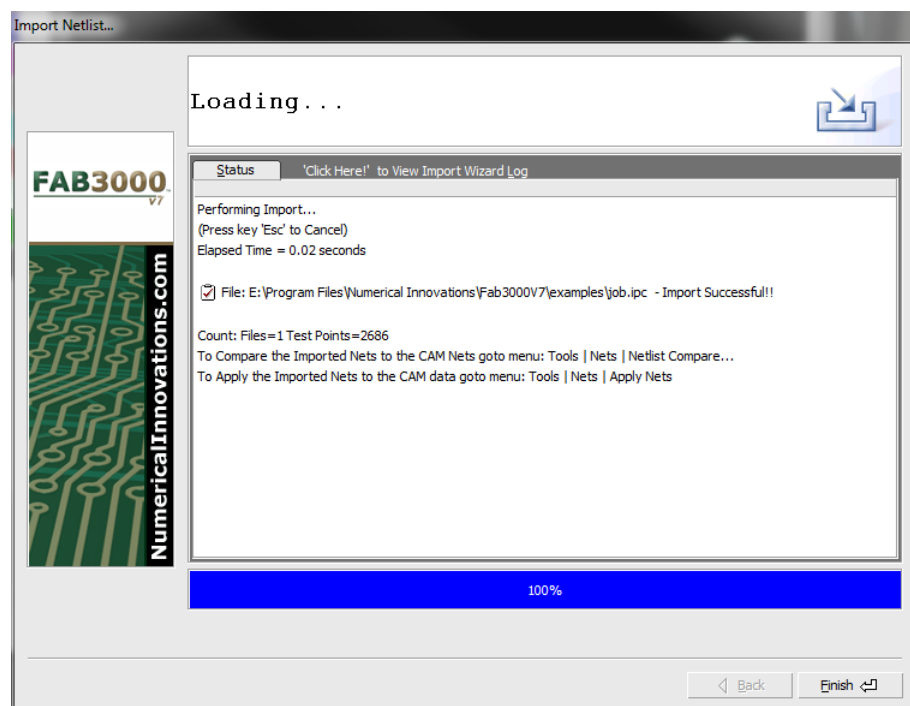 Import Netlist...
Loading...
FAB3000
V7
NumericalInnovations.com
Status 'Click Here!' to View Import Wizard Log
Performing Import...
(Press key 'Esc' to Cancel)
Elapsed Time = 0.02 seconds
File: E:\Program Files\Numerical Innovations\Fab3000V7\examples\job.ipc - Import Successful!!
Count: Files=1 Test Points=2686
To Compare the Imported Nets to the CAM Nets goto menu: Tools | Nets | Netlist Compare...
To Apply the Imported Nets to the CAM data goto menu: Tools | Nets | Apply Nets
100%
Back Finish